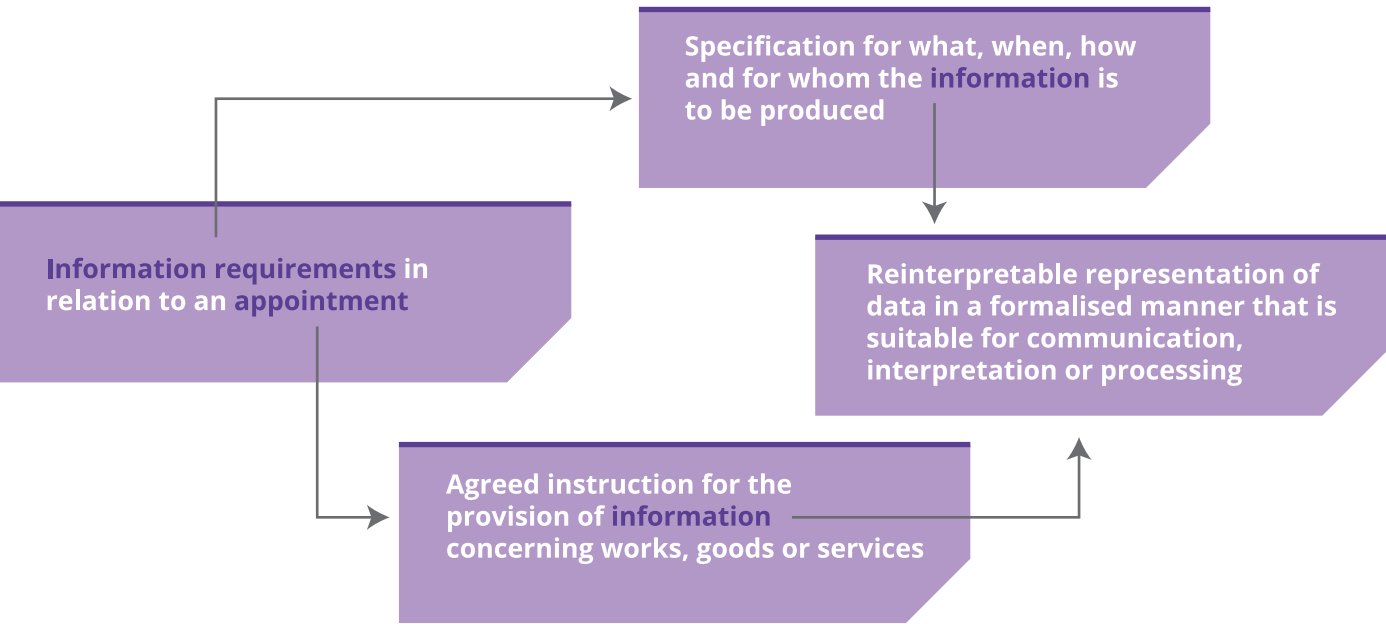 Specification for what, when, how
and for whom the information is
to be produced
Information requirements in
relation to an appointment
Reinterpretable representation of
data in a formalised manner that is
suitable for communication,
interpretation or processing
Agreed instruction for the
provision of information
concerning works, goods or services